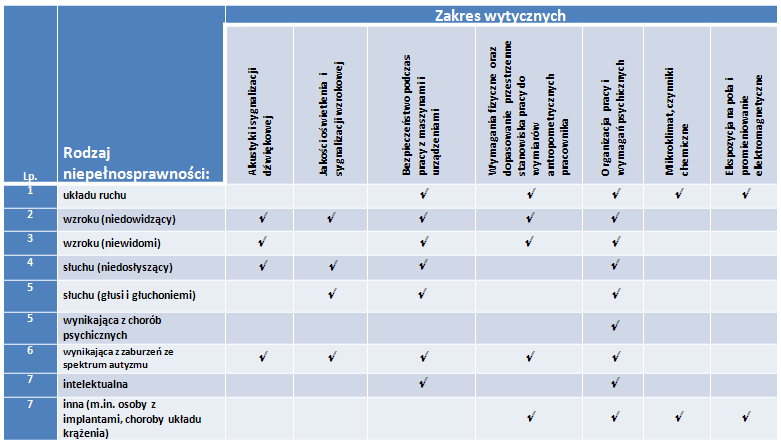 Zakres wytycznych
Lp.
Rodzaj
niepełnosprawności:
Akustyki i sygnalizacji
dźwiękowej
Jakości oświetlenia i
sygnalizacji wzrokowej
Bezpieczeństwo podczas
pracy z maszynami i
urządzeniami
Wymagania fizyczne oraz
dopasowanie przestrzenne
stanowiska pracy do
wymiarów
antropometrycznych
pracownika
Organizacja pracy i
wymagań psychicznych
Mikroklimat, czynniki
chemiczne
Ekspozycja na pola i
promieniowanie
elektromagnetyczne
1 układu ruchu √ √ √ √ √
2 wzroku (niedowidzący) √ √ √ √ √
3 wzroku (niewidomi) √ √ √ √
4 słuchu (niedosłyszący) √ √ √ √
5 słuchu (głusi i głuchoniemi) √ √ √
5 wynikająca z chorób
psychicznych √
6 wynikająca z zaburzeń ze
spektrum autyzmu √ √ √ √ √
7 intelektualna √ √
7 inna (m.in. osoby z
implantami, choroby układu
krążenia) √ √ √ √